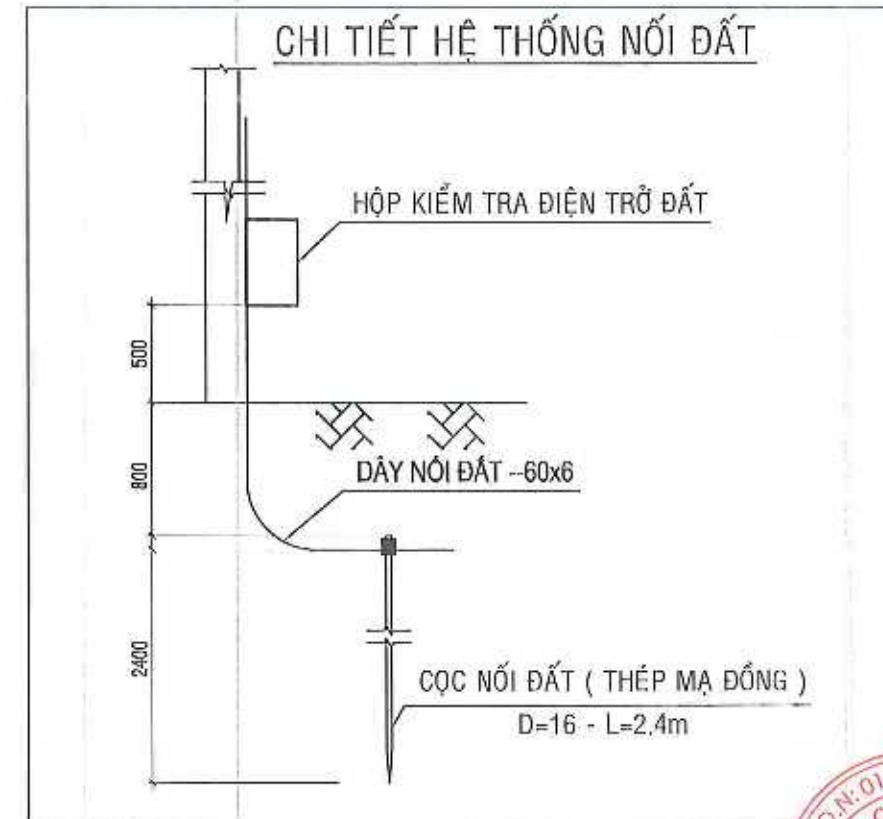 CHI TIẾT HỆ THỐNG NỐI ĐẤT
HỘP KIỂM TRA ĐIỆN TRỞ ĐẤT
500
800
DÂY NỐI ĐẤT --60x6
2400
CỌC NỐI ĐẤT ( THÉP MẠ ĐỒNG )
D=16 - L=2,4m